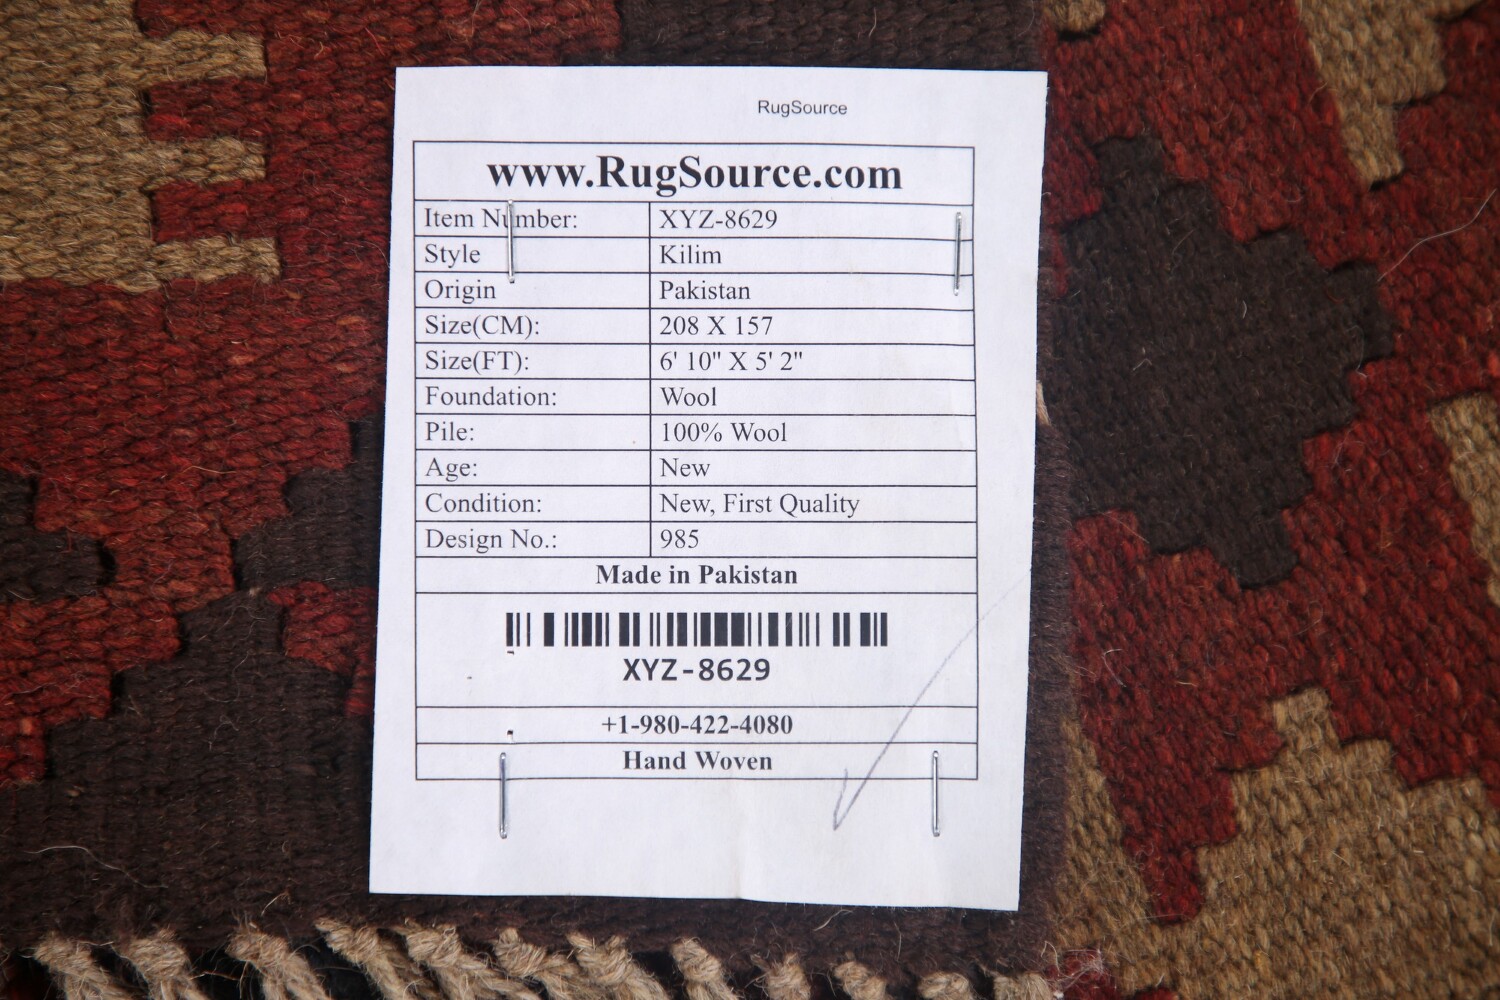 RugSource
www.RugSource.com
Item Number: XYZ-8629
Style Kilim
Origin Pakistan
Size(CM): 208 X 157
Size(FT): 6' 10" X 5' 2"
Foundation: Wool
Pile: 100% Wool
Age: New
Condition: New, First Quality
Design No.: 985
Made in Pakistan
XYZ-8629
+1-980-422-4080
Hand Woven